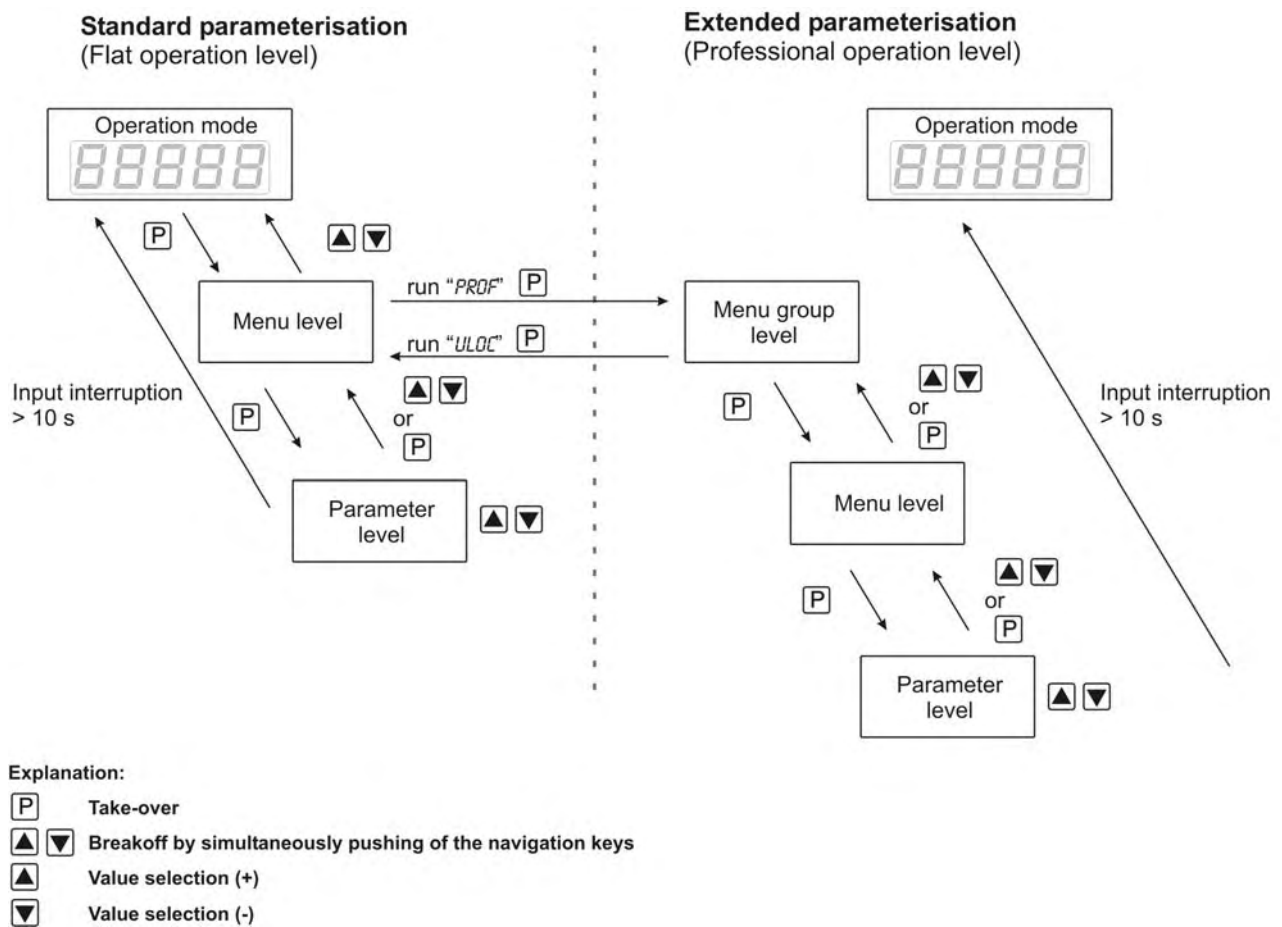 Standard parameterisation
(Flat operation level)
Extended parameterisation
(Professional operation level)
Operation mode
88888
P
▲ ▼
Menu level
run “PROF” P
run “ULOC” P
Input interruption
> 10 s
P
▲ ▼
or
P
Parameter
level
▲ ▼
Operation mode
88888
Menu group
level
P
▲ ▼
or
P
Input interruption
> 10 s
Menu level
P
▲ ▼
or
P
Parameter
level
▲ ▼
Explanation:
P Take-over
▲ ▼ Breakoff by simultaneously pushing of the navigation keys
▲ Value selection (+)
▼ Value selection (-)